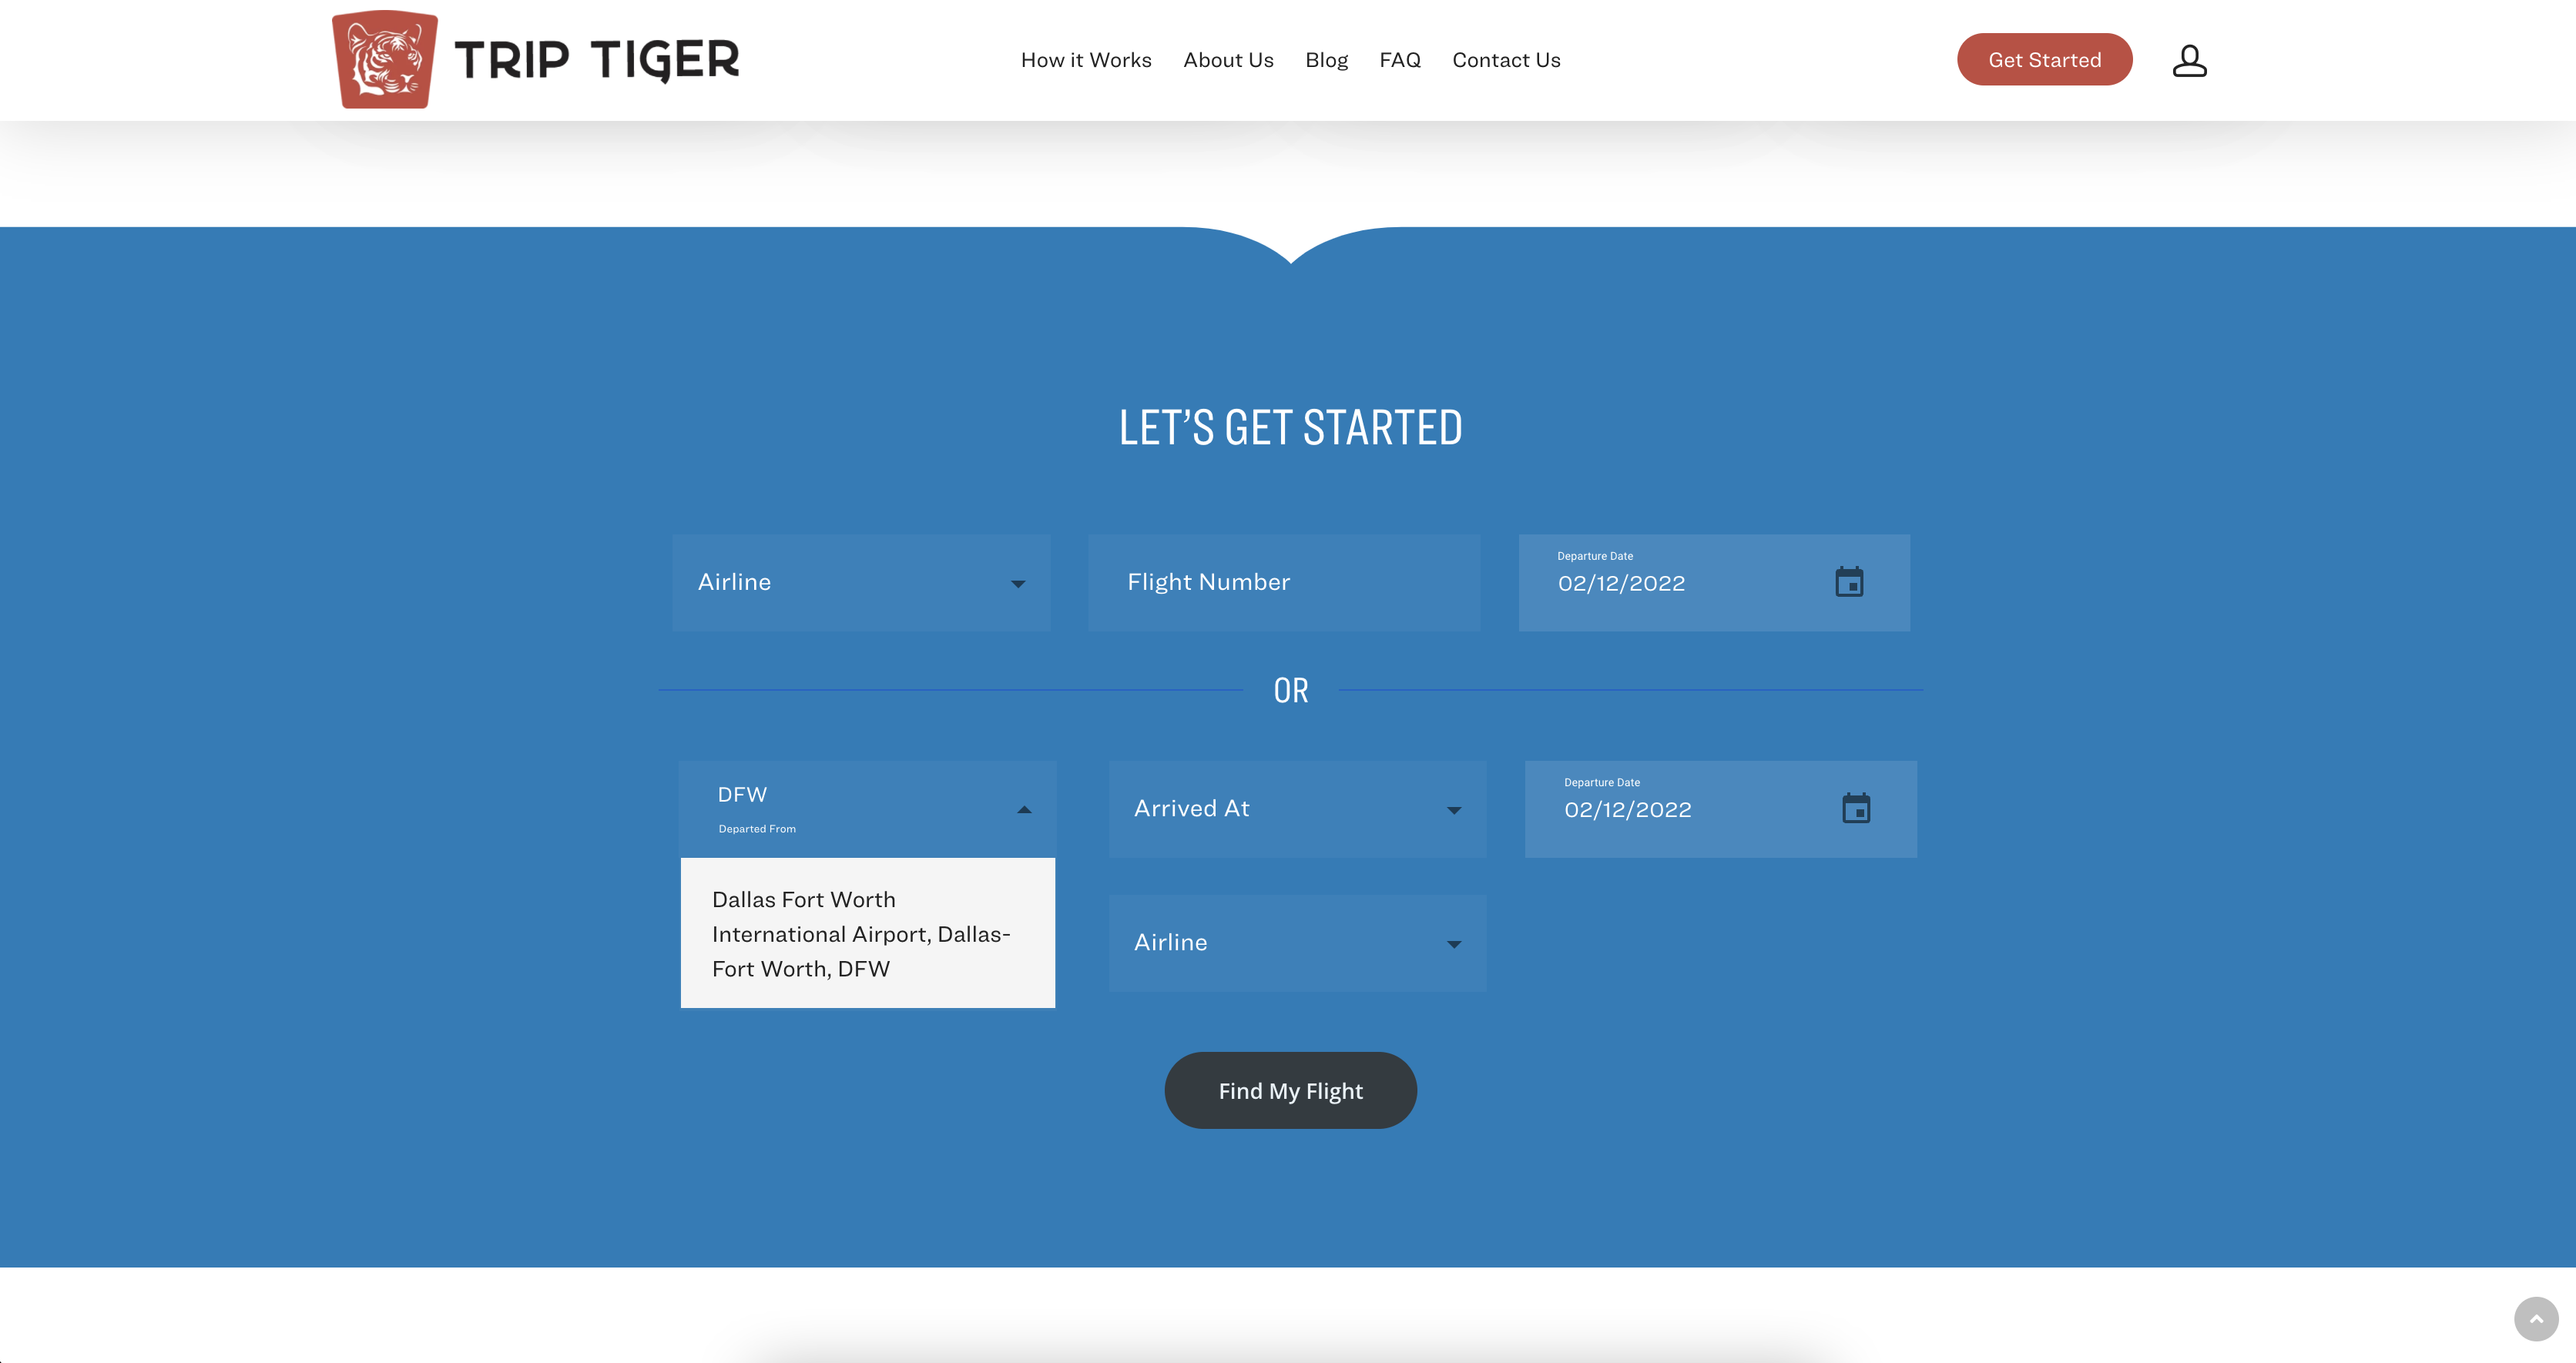 TRIP TIGER
How it Works
About Us
Blog
FAQ
Contact Us
Get Started
LET’S GET STARTED
Airline
Flight Number
Departure Date
02/12/2022
OR
DFW
Departed From
Arrived At
Departure Date
02/12/2022
Dallas Fort Worth
International Airport, Dallas-
Fort Worth, DFW
Airline
Find My Flight